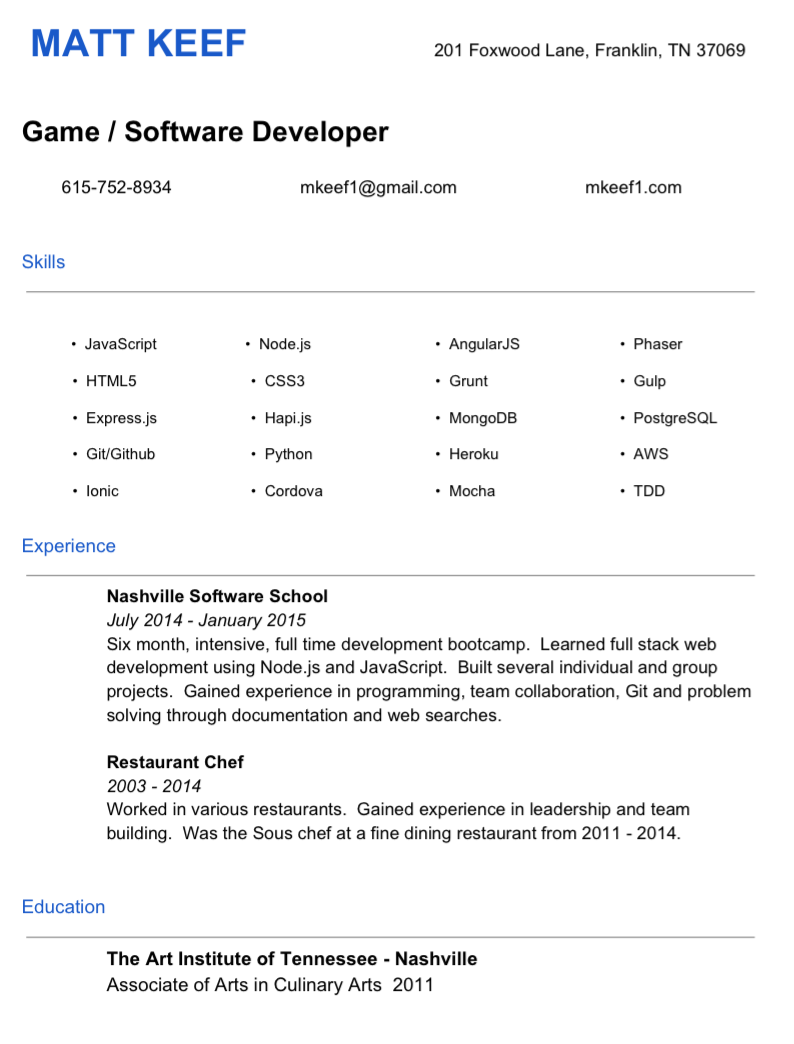 MATT KEEF
201 Foxwood Lane, Franklin, TN 37069
Game / Software Developer
615-752-8934 mkeef1@gmail.com mkeef1.com
Skills
• JavaScript • Node.js • AngularJS • Phaser
• HTML5 • CSS3 • Grunt • Gulp
• Express.js • Hapi.js • MongoDB • PostgreSQL
• Git/Github • Python • Heroku • AWS
• Ionic • Cordova • Mocha • TDD
Experience
Nashville Software School
July 2014 - January 2015
Six month, intensive, full time development bootcamp.  Learned full stack web
development using Node.js and JavaScript.  Built several individual and group
projects.  Gained experience in programming, team collaboration, Git and problem
solving through documentation and web searches.
Restaurant Chef
2003 - 2014
Worked in various restaurants.  Gained experience in leadership and team
building.  Was the Sous chef at a fine dining restaurant from 2011 - 2014.
Education
The Art Institute of Tennessee - Nashville
Associate of Arts in Culinary Arts  2011